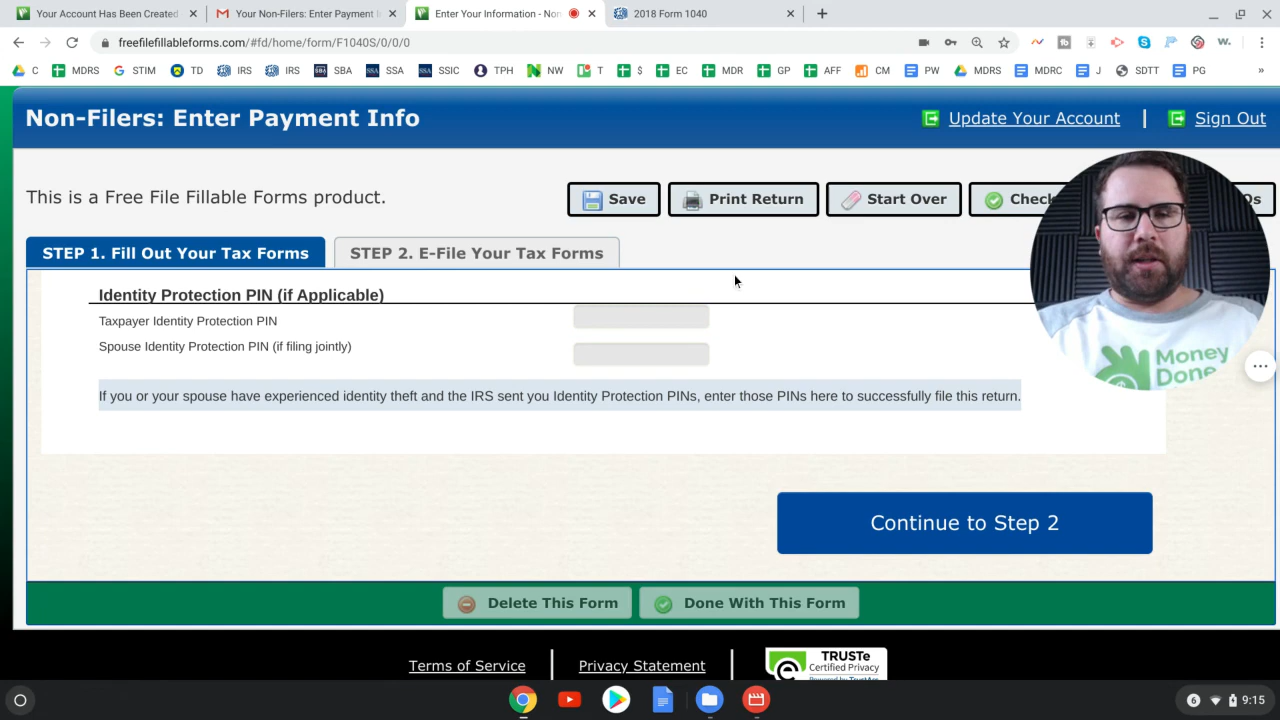 Your Account Has Been Created
Your Non-Filers: Enter Payment I
Enter Your Information - Non
2018 Form 1040
freefilefillableforms.com/#fd/home/form/F1040S/0/0/0
C MDRS STIM TD IRS IRS SBA SSA SSIC TPH NW T $ EC MDR GP AFF CM PW MDRS MDRC J SDTT PG »
Non-Filers: Enter Payment Info
Update Your Account | Sign Out
This is a Free File Fillable Forms product.
Save Print Return Start Over Check
STEP 1. Fill Out Your Tax Forms
STEP 2. E-File Your Tax Forms
Identity Protection PIN (if Applicable)
Taxpayer Identity Protection PIN
Spouse Identity Protection PIN (if filing jointly)
If you or your spouse have experienced identity theft and the IRS sent you Identity Protection PINs, enter those PINs here to successfully file this return.
Money
Done
Continue to Step 2
Delete This Form Done With This Form
Terms of Service Privacy Statement
TRUSTe
Certified Privacy
Powered by TrustArc
6 9:15